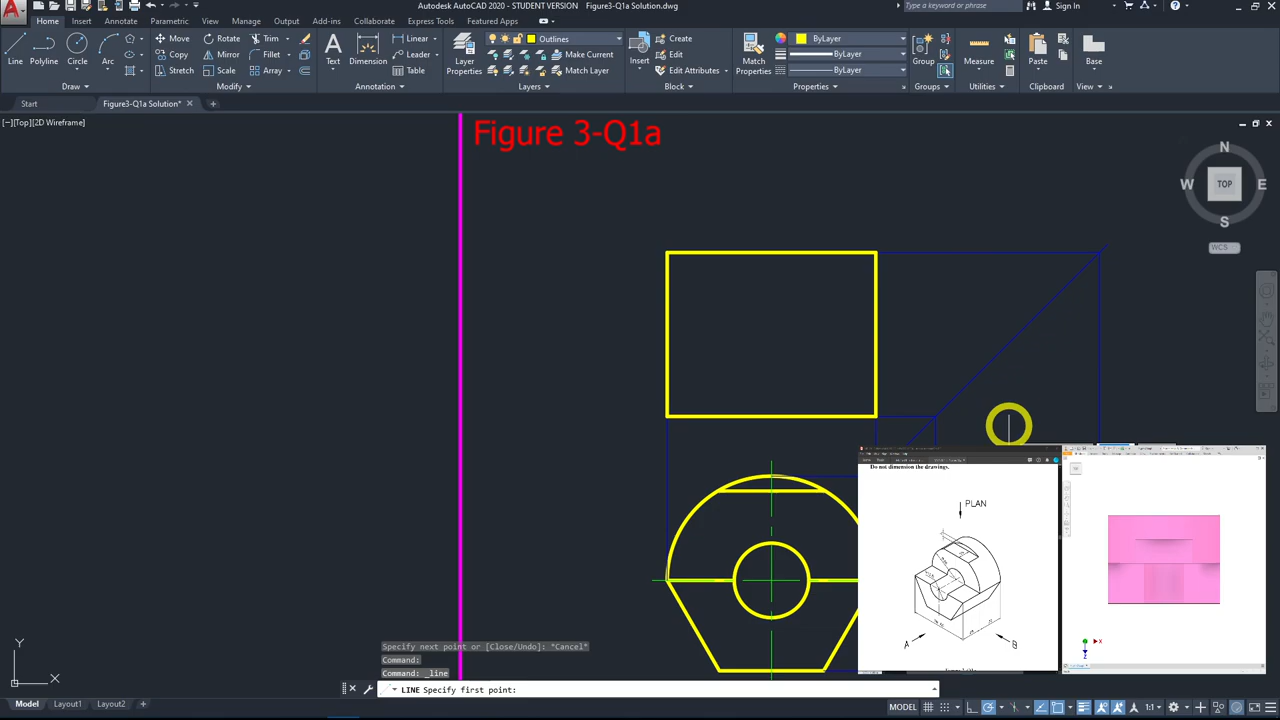 Autodesk AutoCAD 2020 - STUDENT VERSION Figure3-Q1a Solution.dwg
Type a keyword or phrase
Sign In
Home Insert Annotate Parametric View Manage Output Add-ins Collaborate Express Tools Featured Apps
Line Polyline Circle Arc
Move Rotate Trim
Copy Mirror Fillet
Stretch Scale Array
Text Dimension
Linear
Leader
Table
Layer Properties
Outlines
Make Current
Match Layer
Insert
Create
Edit
Edit Attributes
Match Properties
ByLayer
ByLayer
ByLayer
Group
Measure
Paste
Base
Draw Modify Annotation Layers Block Properties Groups Utilities Clipboard View
Start Figure3-Q1a Solution*
[−][Top][2D Wireframe]
Figure 3-Q1a
N
W TOP E
S
WCS
Do not dimension the drawings.
PLAN
A B
Y
X
Specify next point or [Close/Undo]: *Cancel*
Command:
Command: _line
LINE Specify first point:
Model Layout1 Layout2
MODEL 1:1